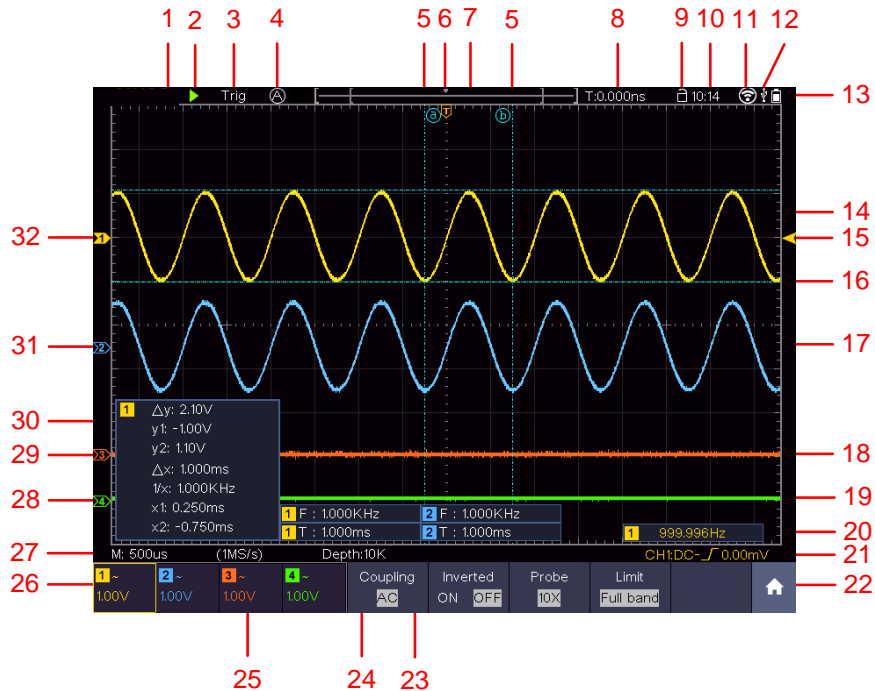 1 2 3 4 5 6 7 5 8 9 10 11 12
Trig A T:0.000ns 10:14
13
a T b
14
32 1 15
16
31 2 17
1 △y: 2.10V
y1: -1.00V
30
y2: 1.10V
29 3 18
△x: 1.000ms
1/x: 1.000KHz
28 4 19
x1: 0.250ms
1 F : 1.000KHz 2 F : 1.000KHz
x2: -0.750ms
1 T : 1.000ms 2 T : 1.000ms 1 999.996Hz 20
27 M: 500us (1MS/s) Depth:10K CH1:DC- 0.00mV 21
26 1 ~ 2 ~ 3 ~ 4 ~ Coupling Inverted Probe Limit 22
1.00V 1.00V 1.00V 1.00V AC ON OFF 10X Full band
25 24 23